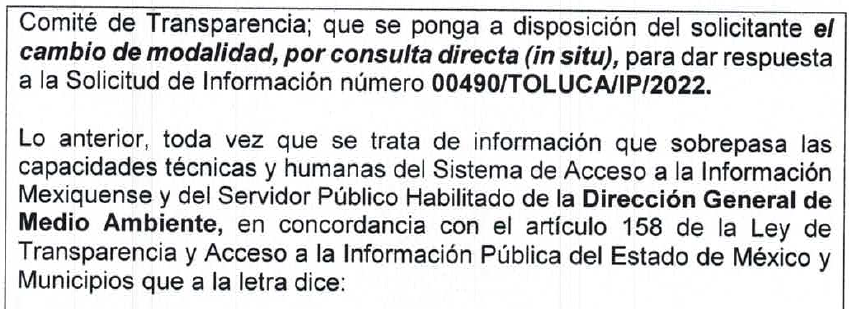 Comité de Transparencia; que se ponga a disposición del solicitante el
cambio de modalidad, por consulta directa (in situ), para dar respuesta
a la Solicitud de Información número 00490/TOLUCA/IP/2022.
Lo anterior, toda vez que se trata de información que sobrepasa las
capacidades técnicas y humanas del Sistema de Acceso a la Información
Mexiquense y del Servidor Público Habilitado de la Dirección General de
Medio Ambiente, en concordancia con el artículo 158 de la Ley de
Transparencia y Acceso a la Información Pública del Estado de México y
Municipios que a la letra dice: